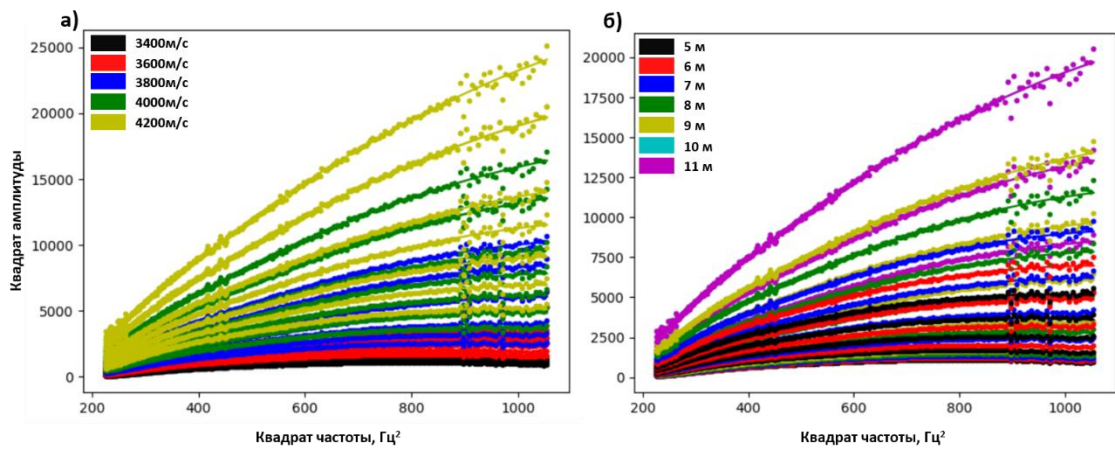 а)
3400м/с
3600м/с
3800м/с
4000м/с
4200м/с
25000
20000
15000
10000
5000
0
200 400 600 800 1000
Квадрат амплитуды
Квадрат частоты, Гц²
б)
5 м
6 м
7 м
8 м
9 м
10 м
11 м
20000
17500
15000
12500
10000
7500
5000
2500
0
200 400 600 800 1000
Квадрат частоты, Гц²